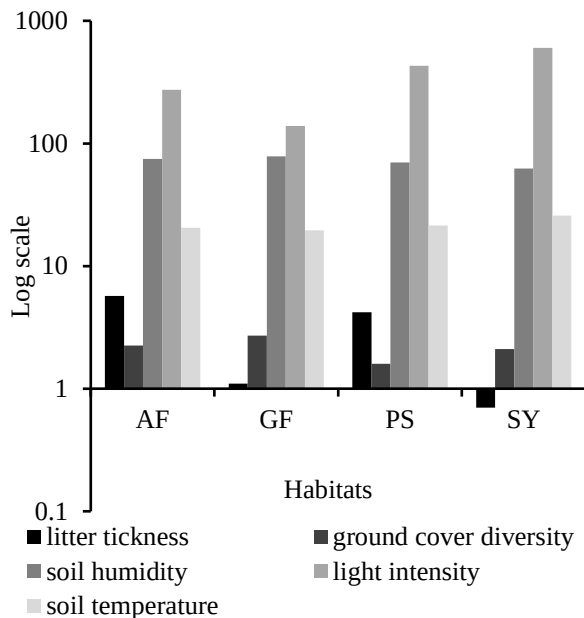 1000
100
10
1
0.1
Log scale
AF GF PS SY
Habitats
litter tickness ground cover diversity
soil humidity light intensity
soil temperature